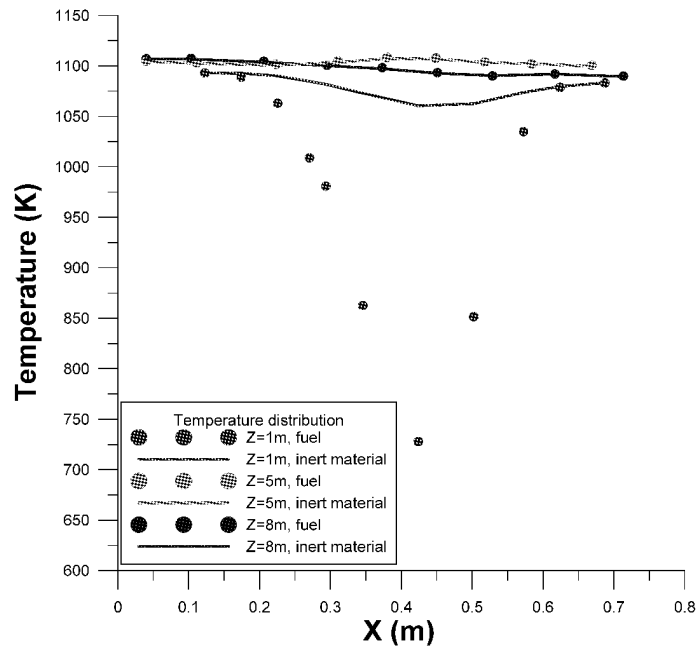 1150
1100
1050
1000
950
900
850
800
750
700
650
600
Temperature (K)
Temperature distribution
Z=1m, fuel
Z=1m, inert material
Z=5m, fuel
Z=5m, inert material
Z=8m, fuel
Z=8m, inert material
0 0.1 0.2 0.3 0.4 0.5 0.6 0.7 0.8
X (m)